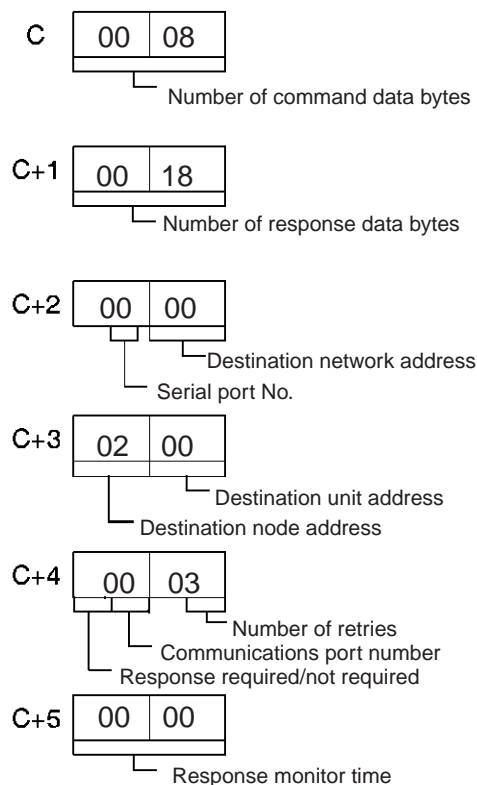 C 00 08
Number of command data bytes
C+1 00 18
Number of response data bytes
C+2 00 00
Destination network address
Serial port No.
C+3 02 00
Destination unit address
Destination node address
C+4 00 03
Number of retries
Communications port number
Response required/not required
C+5 00 00
Response monitor time